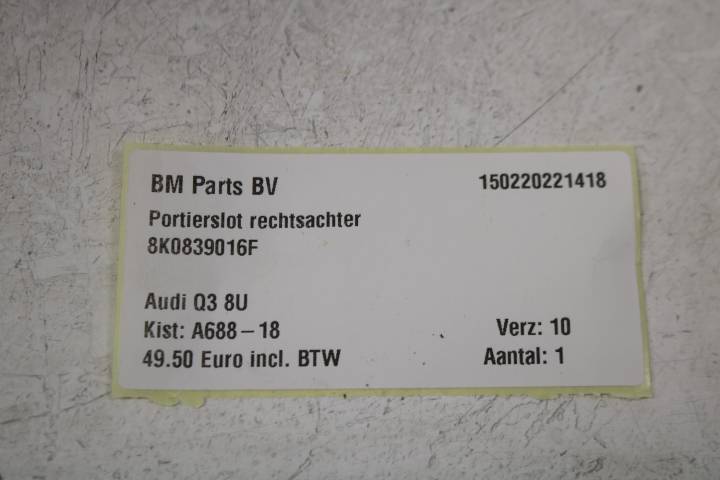 BM Parts BV 150220221418
Portierslot rechtsachter
8K0839016F
Audi Q3 8U
Kist: A688-18 Verz: 10
49.50 Euro incl. BTW Aantal: 1